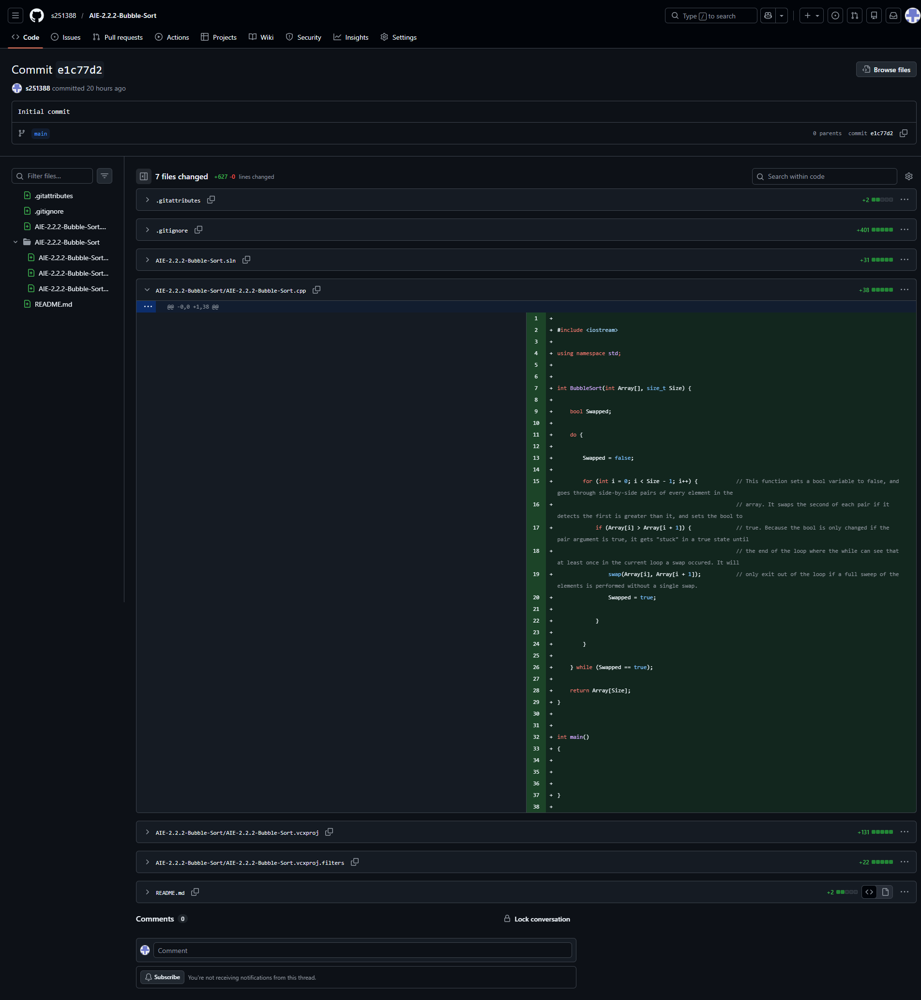 s251388 / AIE-2.2.2-Bubble-Sort
Type / to search
Code Issues Pull requests Actions Projects Wiki Security Insights Settings
Commit e1c77d2
Browse files
s251388 committed 20 hours ago
Initial commit
main
0 parents commit e1c77d2
Filter files...
.gitattributes
.gitignore
AIE-2.2.2-Bubble-Sort....
AIE-2.2.2-Bubble-Sort
AIE-2.2.2-Bubble-Sort...
AIE-2.2.2-Bubble-Sort...
AIE-2.2.2-Bubble-Sort...
README.md
7 files changed +627 -0 lines changed
Search within code
.gitattributes +2
.gitignore +401
AIE-2.2.2-Bubble-Sort.sln +31
AIE-2.2.2-Bubble-Sort/AIE-2.2.2-Bubble-Sort.cpp +38
@@ -0,0 +1,38 @@
1 +
2 + #include <iostream>
3 +
4 + using namespace std;
5 +
6 +
7 + int BubbleSort(int Array[], size_t Size) {
8 +
9 + bool Swapped;
10 +
11 + do {
12 +
13 + Swapped = false;
14 +
15 + for (int i = 0; i < Size - 1; i++) { // This function sets a bool variable to false, and
goes through side-by-side pairs of every element in the
16 + // array. It swaps the second of each pair if it
detects the first is greater than it, and sets the bool to
17 + if (Array[i] > Array[i + 1]) { // true. Because the bool is only changed if the
pair argument is true, it gets "stuck" in a true state until
18 + // the end of the loop where the while can see that
at least once in the current loop a swap occured. It will
19 + swap(Array[i], Array[i + 1]); // only exit out of the loop if a full sweep of the
elements is performed without a single swap.
20 + Swapped = true;
21 +
22 + }
23 +
24 + }
25 +
26 + } while (Swapped == true);
27 +
28 + return Array[Size];
29 + }
30 +
31 +
32 + int main()
33 + {
34 +
35 +
36 +
37 + }
38 +
AIE-2.2.2-Bubble-Sort/AIE-2.2.2-Bubble-Sort.vcxproj +131
AIE-2.2.2-Bubble-Sort/AIE-2.2.2-Bubble-Sort.vcxproj.filters +22
README.md +2
Comments 0
Lock conversation
Comment
Subscribe You're not receiving notifications from this thread.